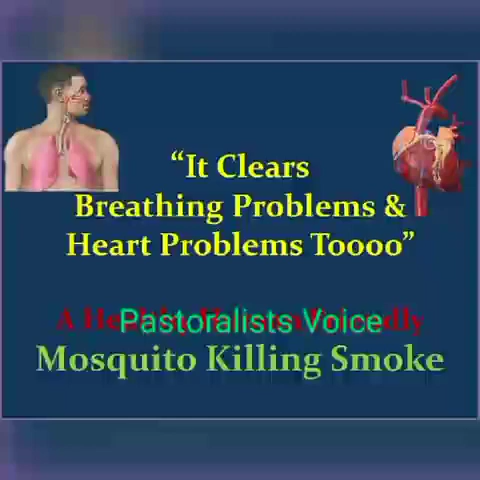 “It Clears
Breathing Problems &
Heart Problems Toooo”
A
Pastoralists Voice
Mosquito Killing Smoke